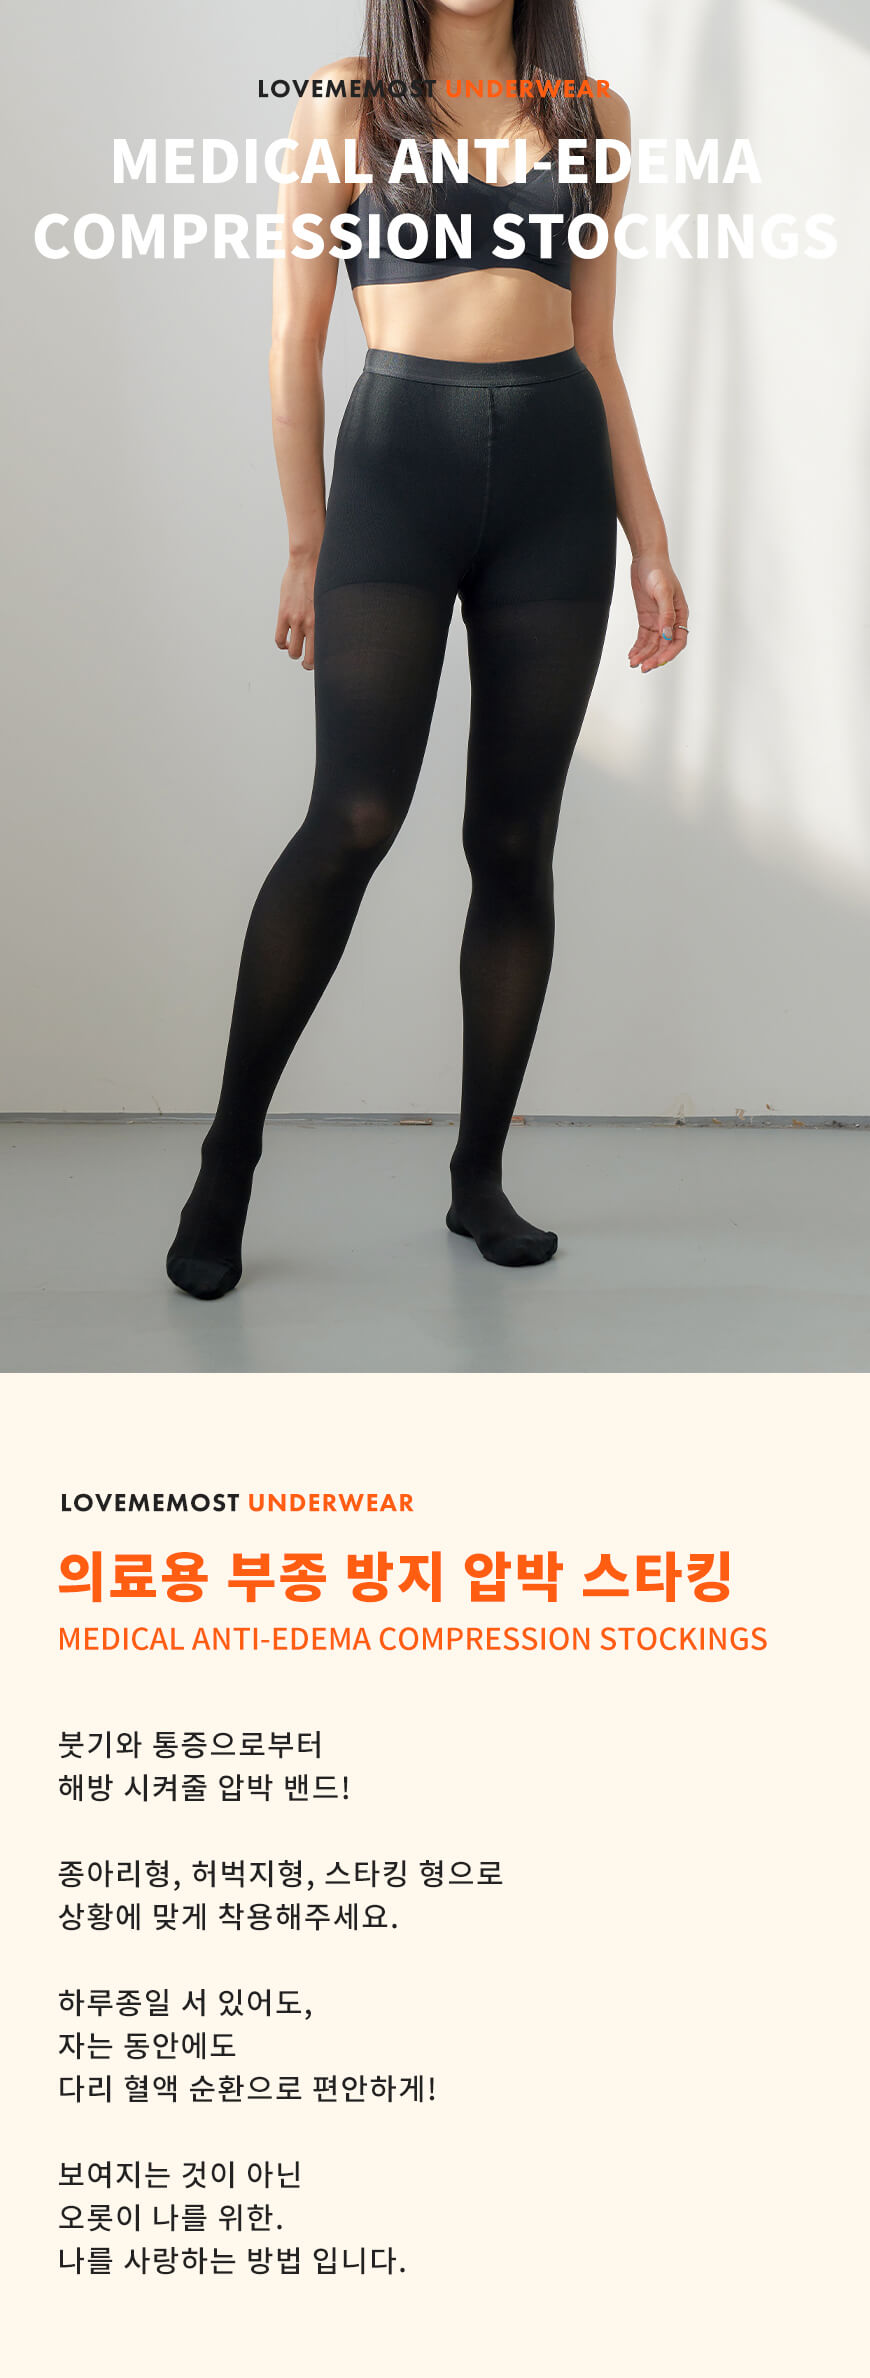 LOVEMEMOST UNDERWEAR
MEDICAL ANTI-EDEMA
COMPRESSION STOCKINGS
LOVEMEMOST UNDERWEAR
의료용 부종 방지 압박 스타킹
MEDICAL ANTI-EDEMA COMPRESSION STOCKINGS
붓기와 통증으로부터
해방 시켜줄 압박 밴드!
종아리형, 허벅지형, 스타킹 형으로
상황에 맞게 착용해주세요.
하루종일 서 있어도,
자는 동안에도
다리 혈액 순환으로 편안하게!
보여지는 것이 아닌
오롯이 나를 위한.
나를 사랑하는 방법 입니다.